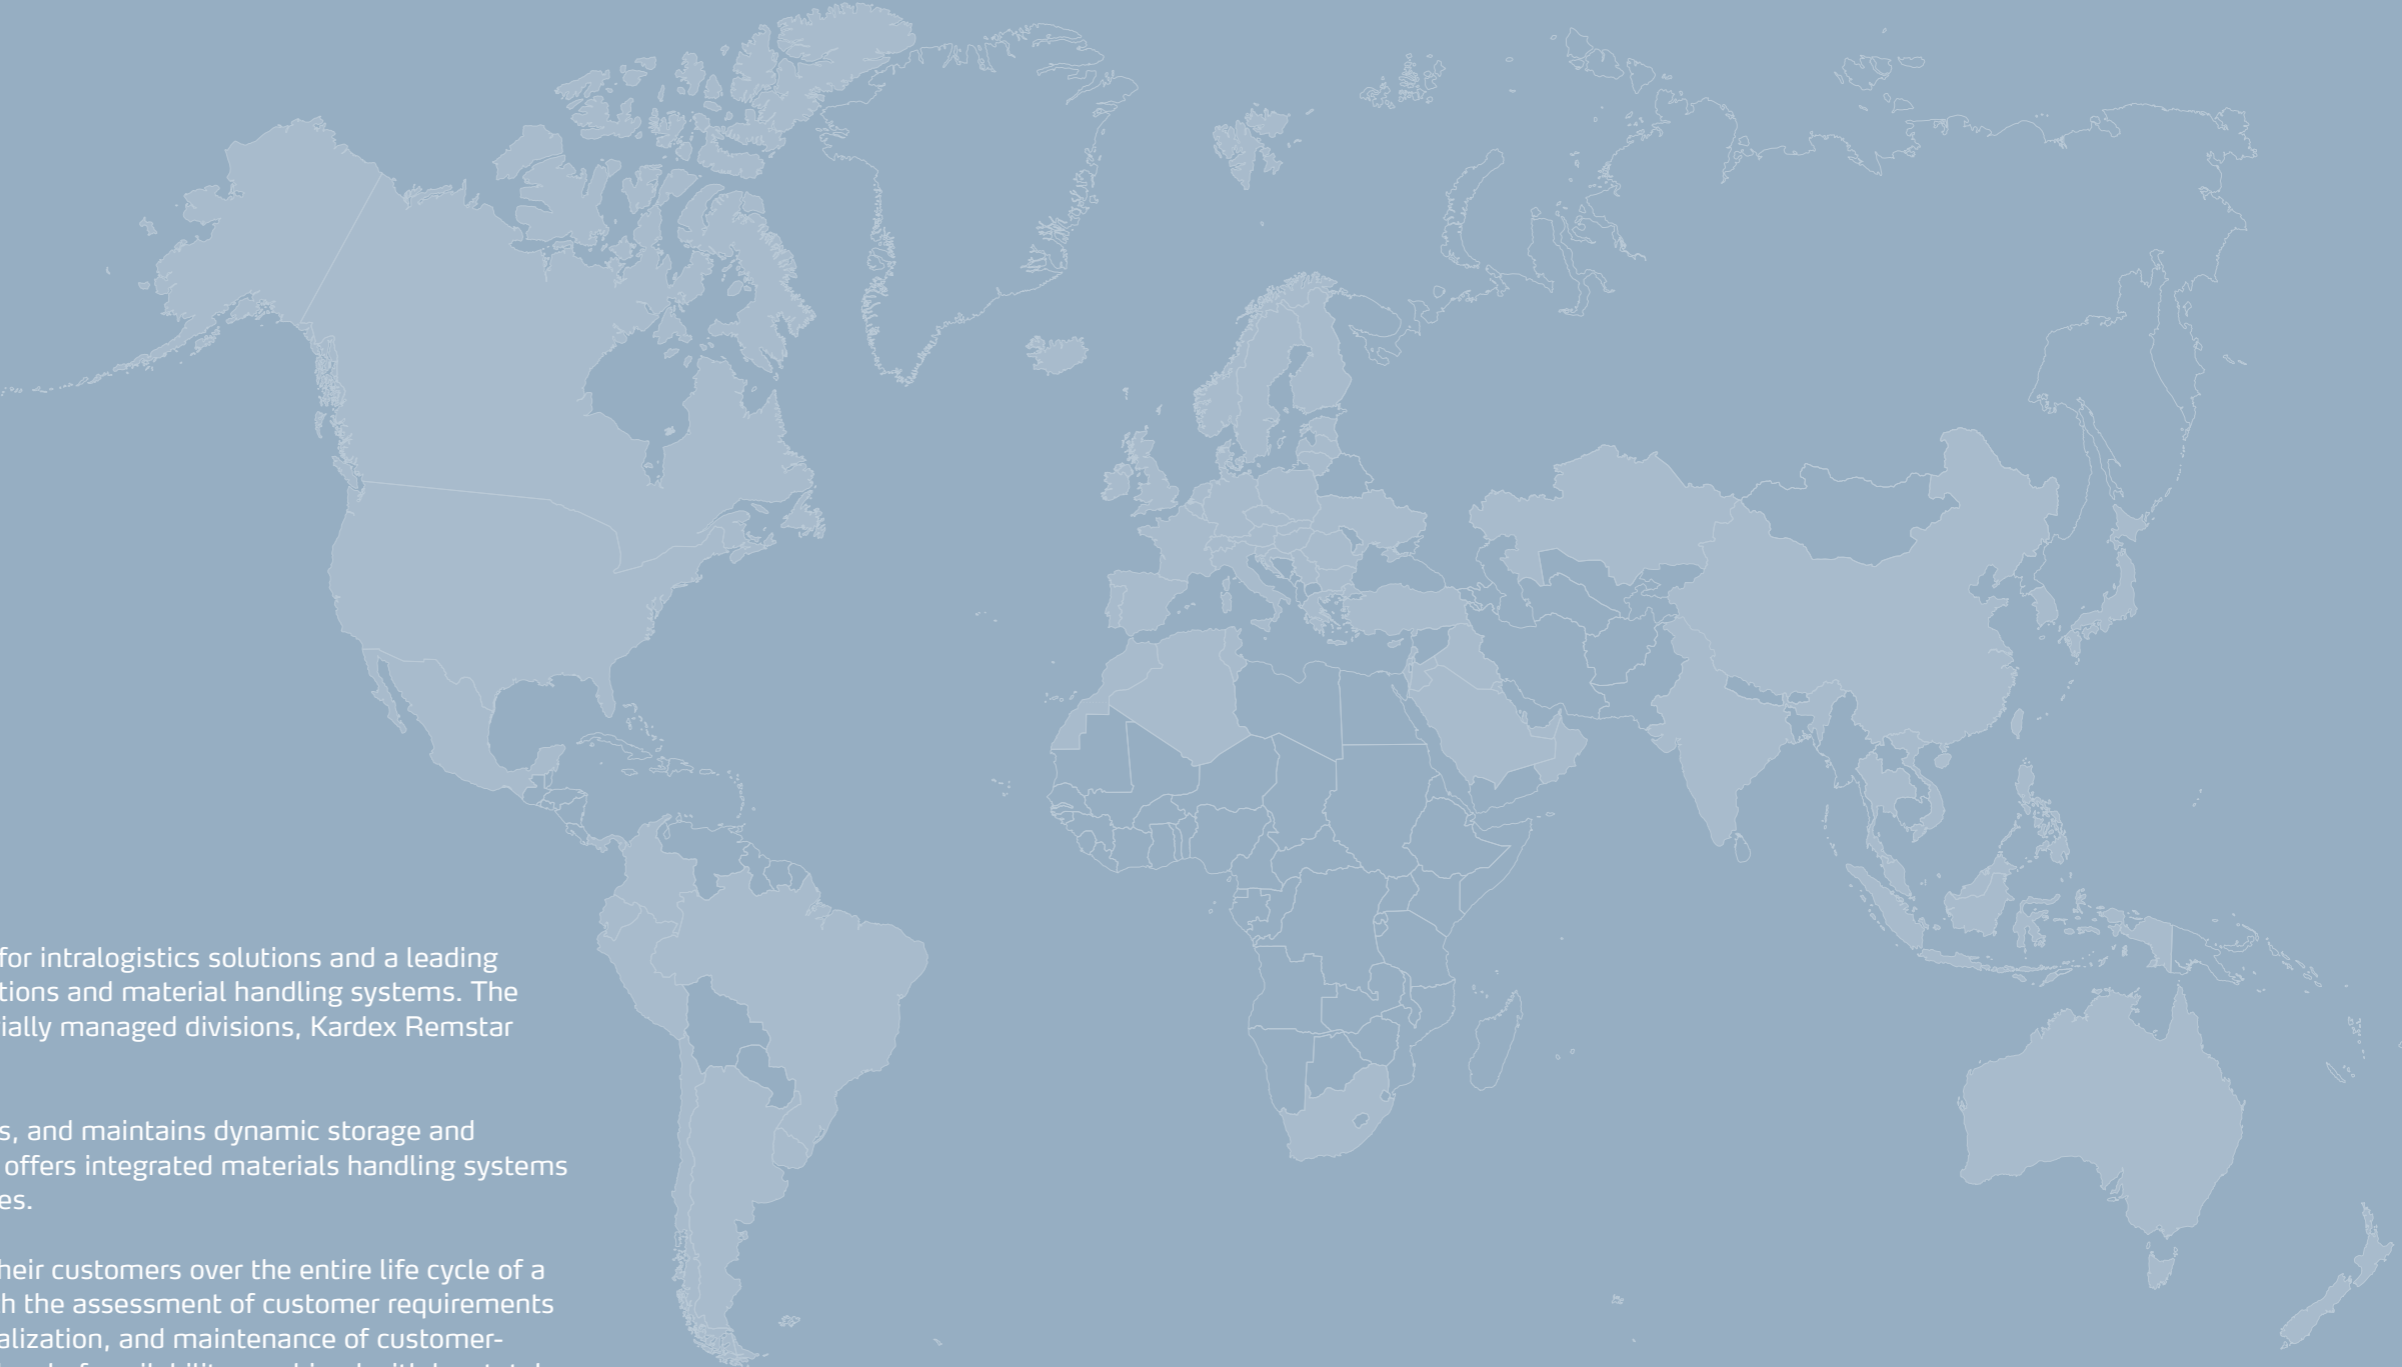 for intralogistics solutions and a leading
tions and material handling systems. The
ially managed divisions, Kardex Remstar
s, and maintains dynamic storage and
offers integrated materials handling systems
es.
heir customers over the entire life cycle of a
h the assessment of customer requirements
alization, and maintenance of customer-